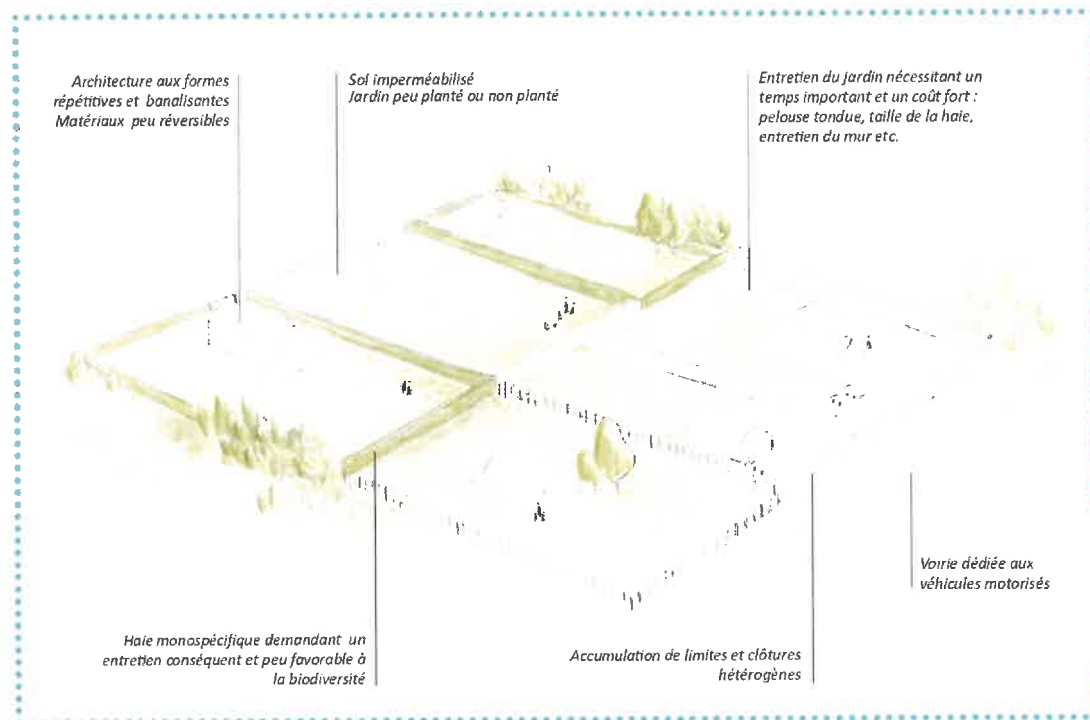 Architecture aux formes
répétitives et banalisantes
Matériaux peu réversibles
Sol imperméabilisé
Jardin peu planté ou non planté
Entretien du jardin nécessitant un
temps important et un coût fort :
pelouse tondue, taille de la haie,
entretien du mur etc.
Voirie dédiée aux
véhicules motorisés
Haie monospécifique demandant un
entretien conséquent et peu favorable à
la biodiversité
Accumulation de limites et clôtures
hétérogènes